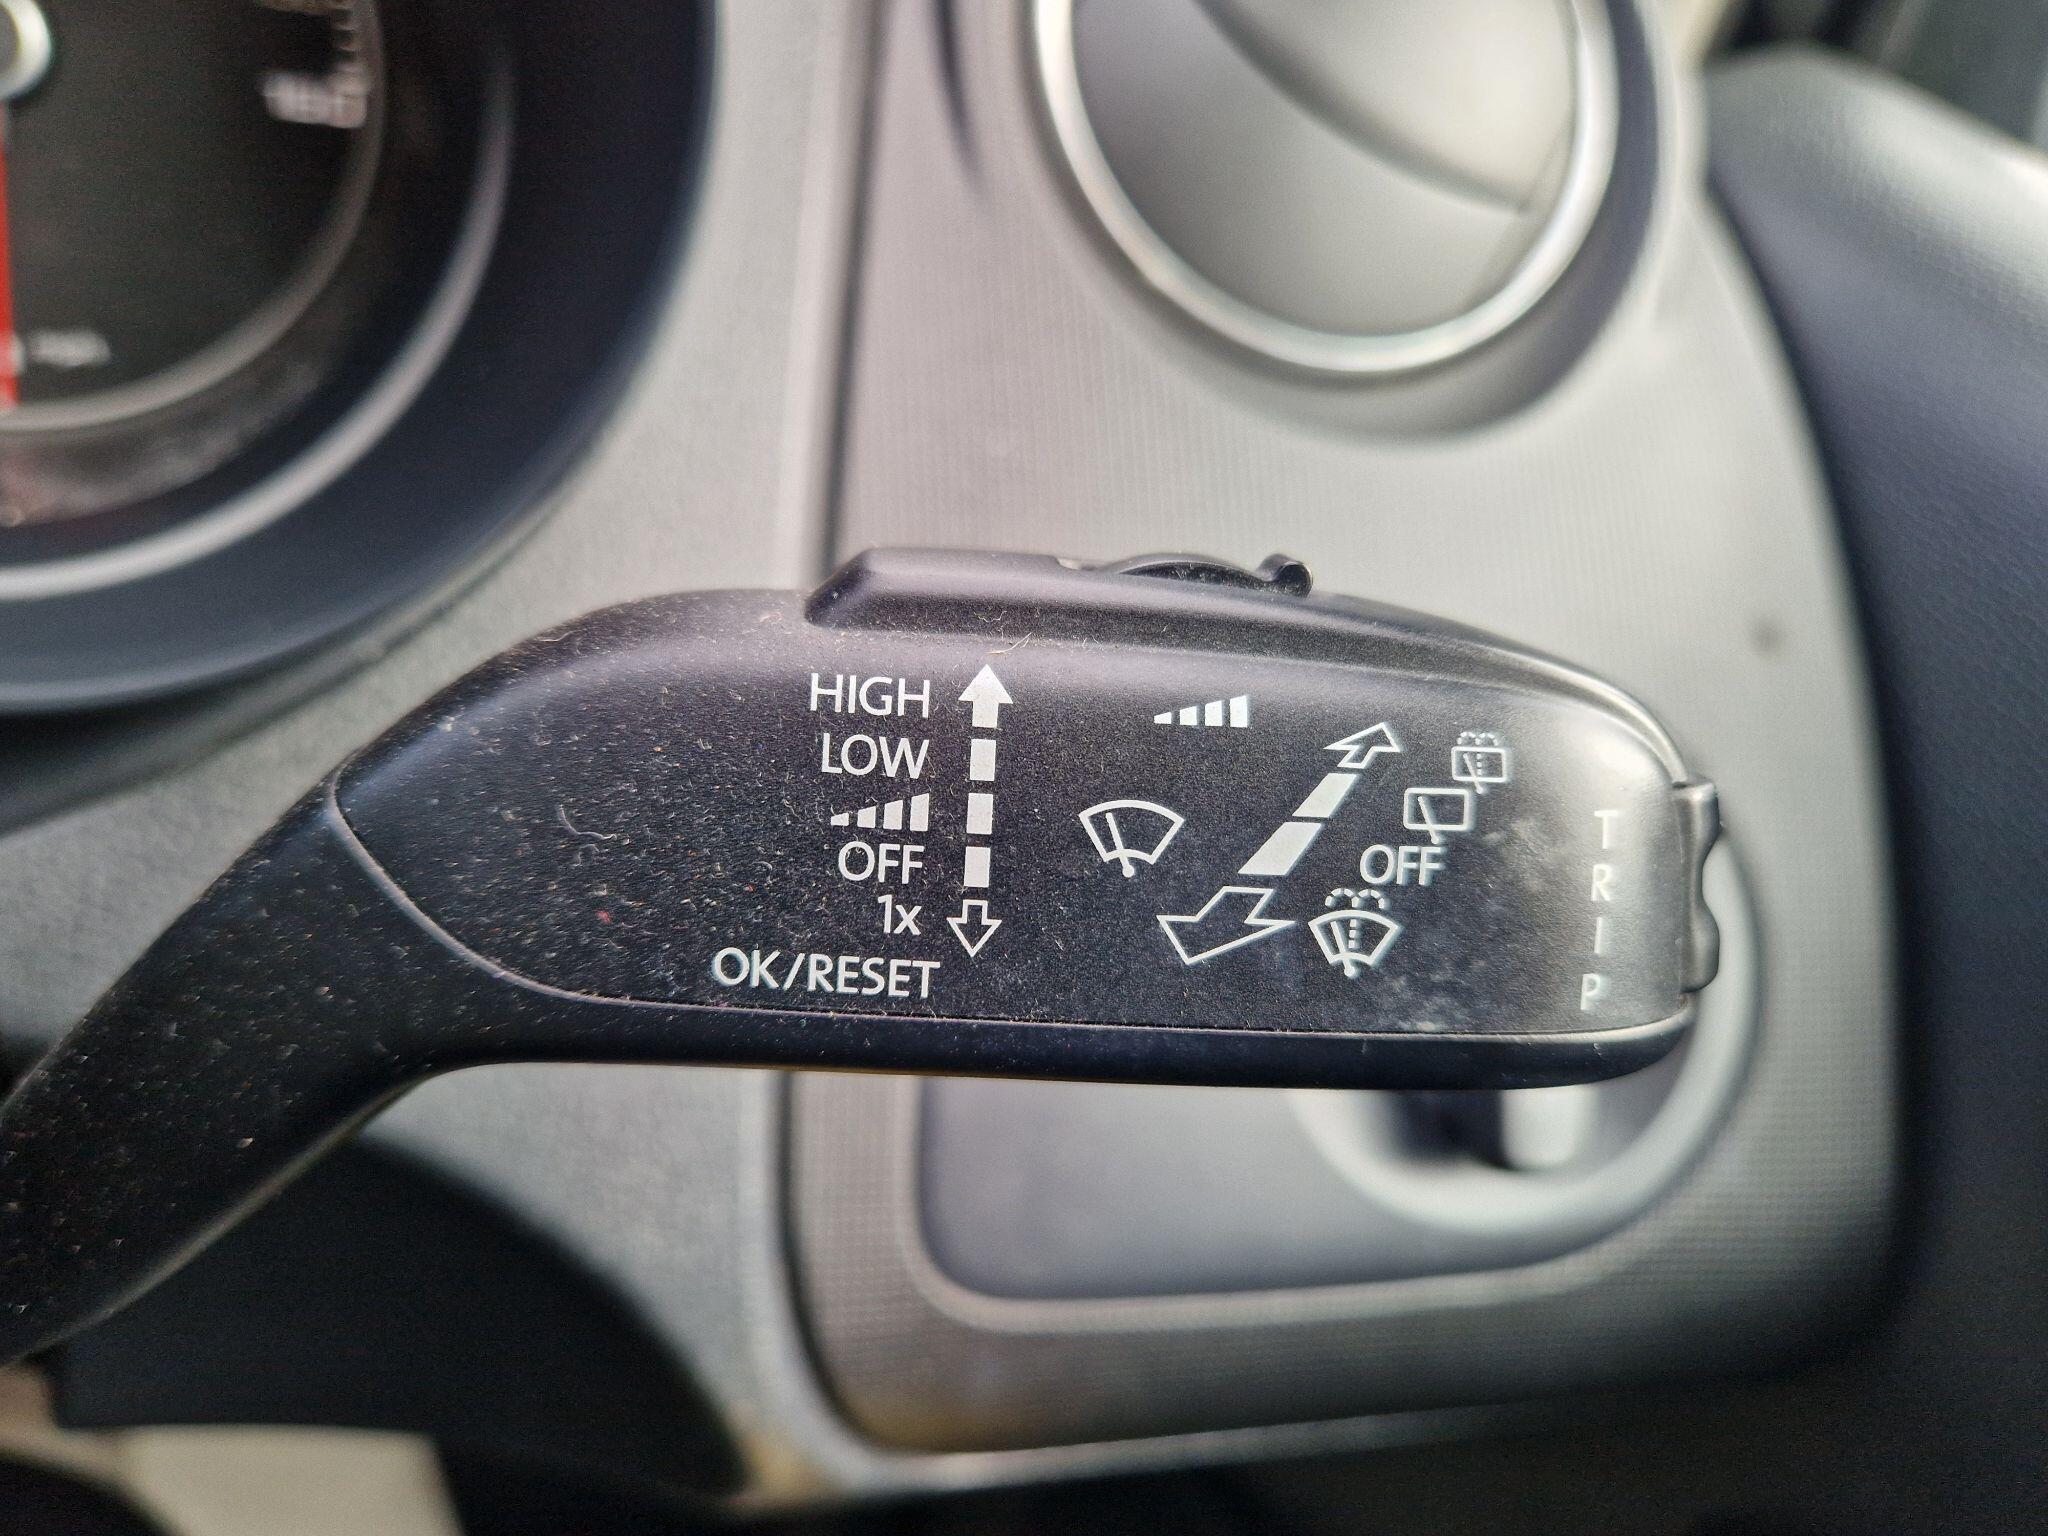 HIGH
LOW
OFF
1x
OK/RESET
OFF
TRIP